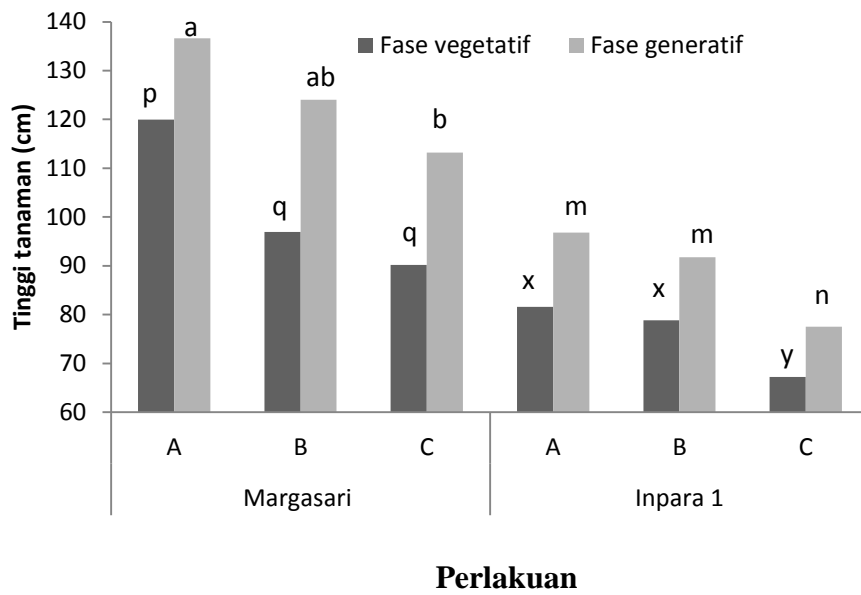 140
130
120
110
100
90
80
70
60
Tinggi tanaman (cm)
Fase vegetatif Fase generatif
p a q ab q b x m x m y n
A B C A B C
Margasari Inpara 1
Perlakuan